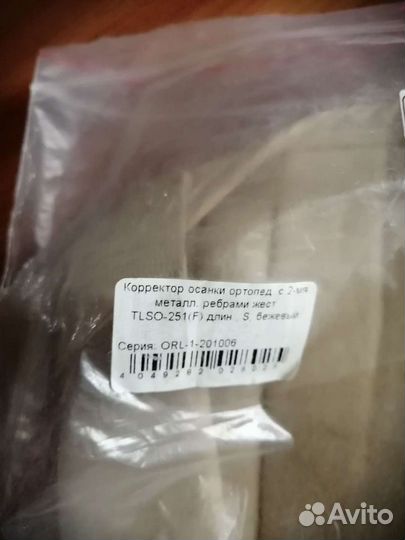 Корректор осанки ортопед. с 2-мя
металл. ребрами жест
TLSO-251(F) длин., S, бежевый
Серия: ORL-1-201006
Avito